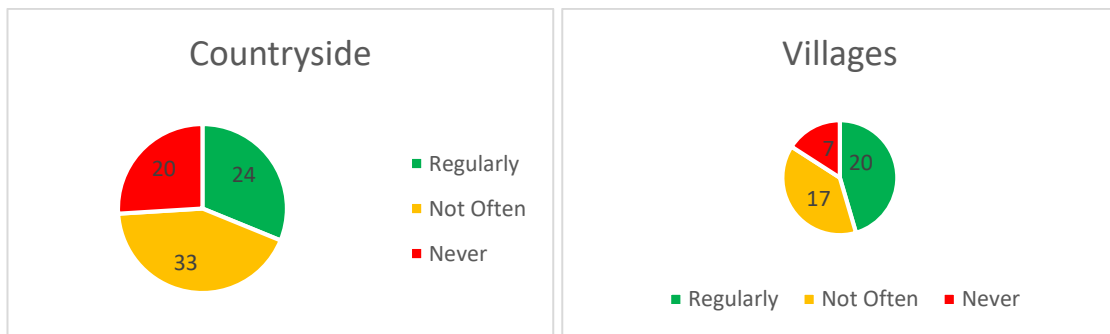 Countryside
20
24
33
Regularly
Not Often
Never
Villages
7
20
17
Regularly Not Often Never